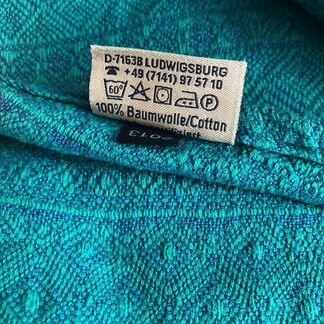 D-71638 LUDWIGSBURG
☎ +49 (7141) 97 57 10
60° P
100% Baumwolle/Cotton
2013